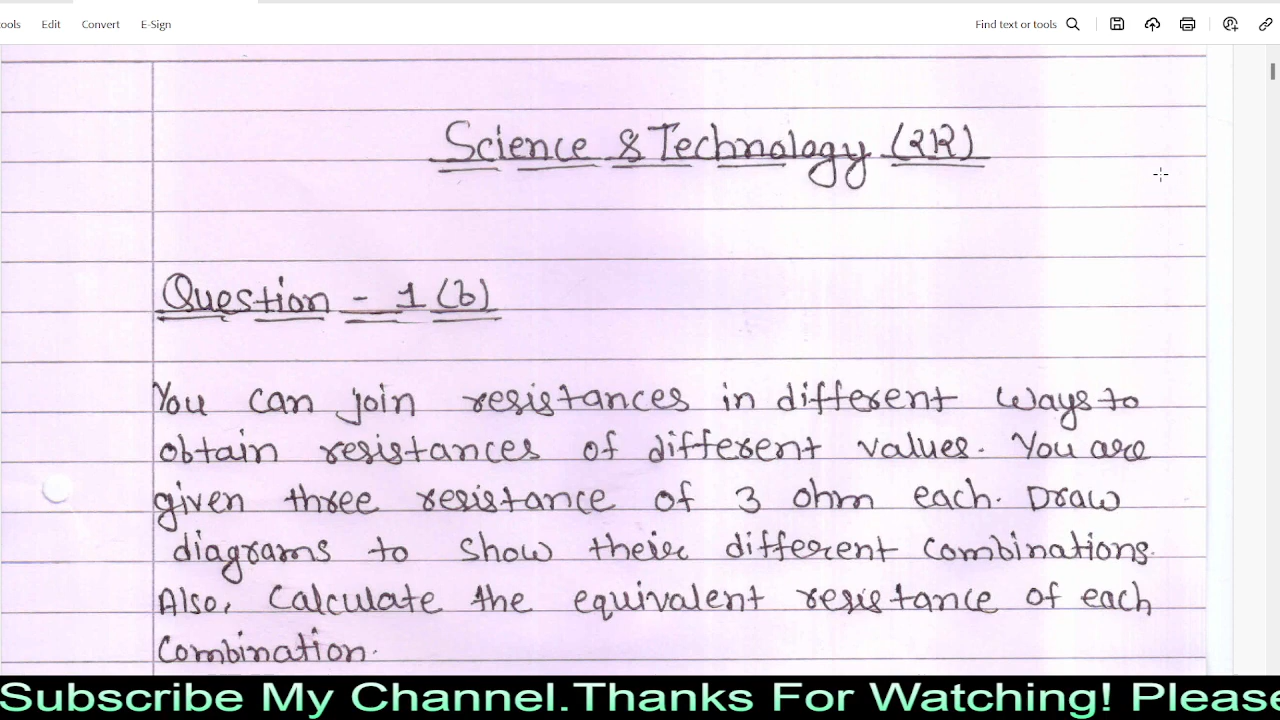 ools Edit Convert E-Sign Find text or tools
Science & Technology (212)
Question - 1 (b)
You can join resistances in different ways to
obtain resistances of different values. You are
given three resistance of 3 ohm each. Draw
diagrams to show their different combinations.
Also, Calculate the equivalent resistance of each
Combination.
Subscribe My Channel.Thanks For Watching! Please